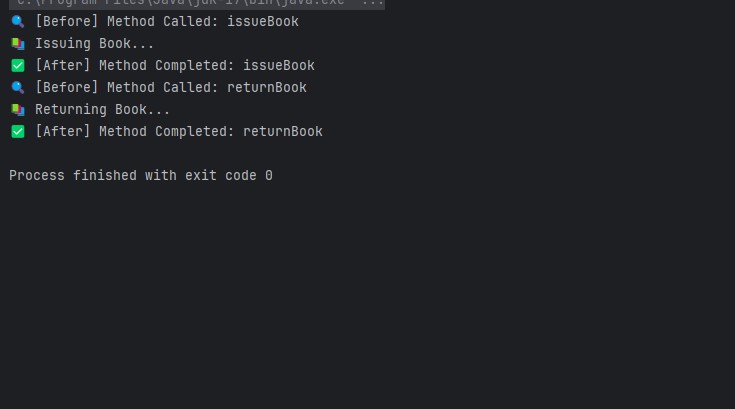 C:\Program Files\Java\jdk-17\bin\java.exe" ...
🔍 [Before] Method Called: issueBook
📚 Issuing Book...
✅ [After] Method Completed: issueBook
🔍 [Before] Method Called: returnBook
📚 Returning Book...
✅ [After] Method Completed: returnBook
Process finished with exit code 0